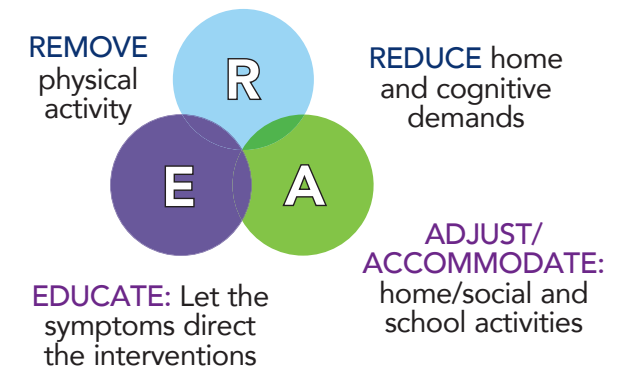 REMOVE
physical
activity
R
REDUCE home
and cognitive
demands
E
A
EDUCATE: Let the
symptoms direct
the interventions
ADJUST/
ACCOMMODATE:
home/social and
school activities